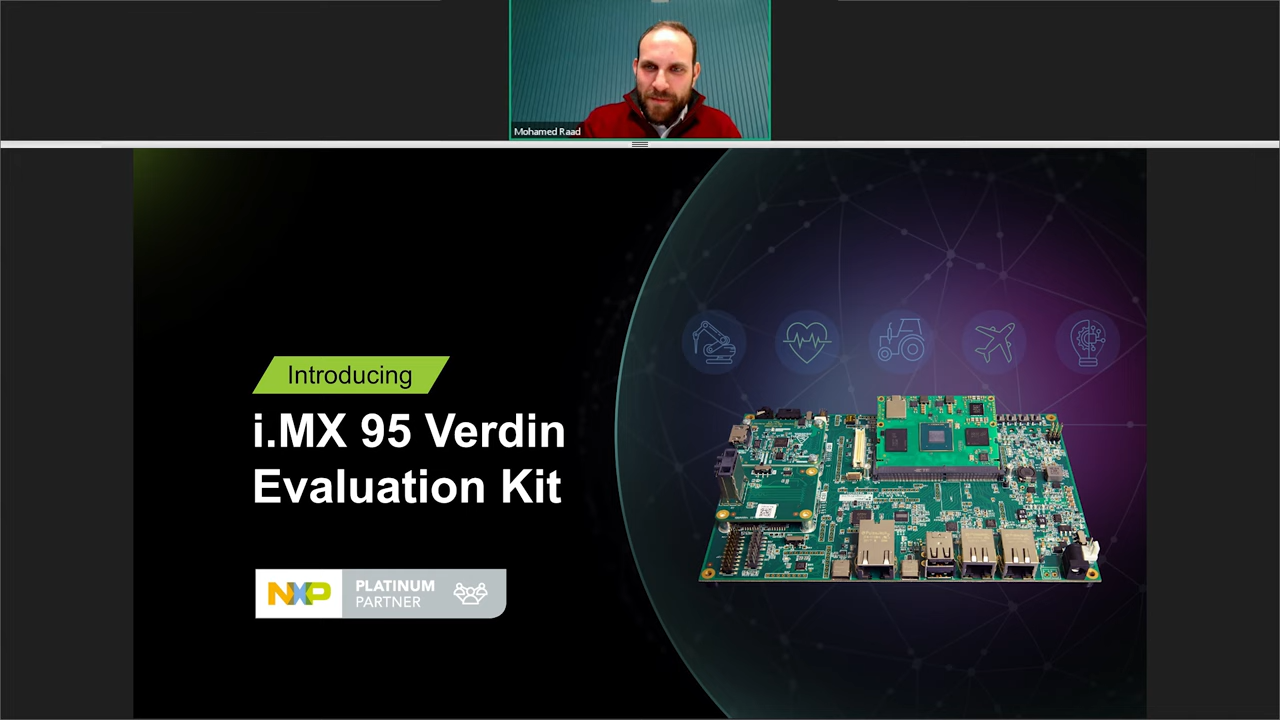 Mohamed Raad
Introducing
i.MX 95 Verdin
Evaluation Kit
NXP
PLATINUM
PARTNER